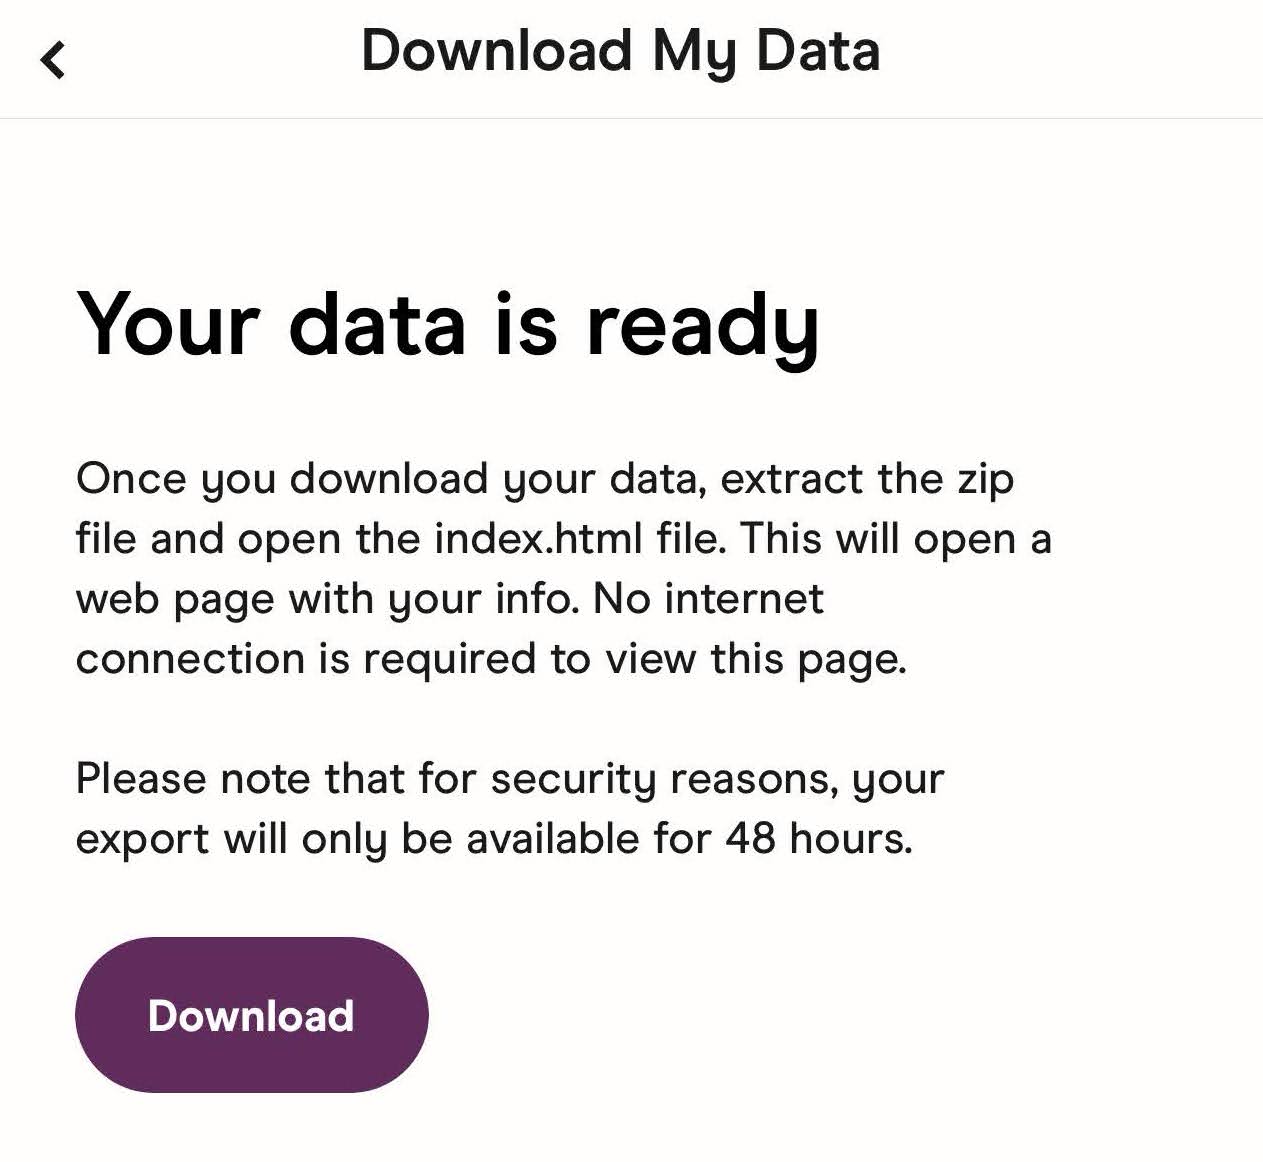 Download My Data
Your data is ready
Once you download your data, extract the zip
file and open the index.html file. This will open a
web page with your info. No internet
connection is required to view this page.
Please note that for security reasons, your
export will only be available for 48 hours.
Download